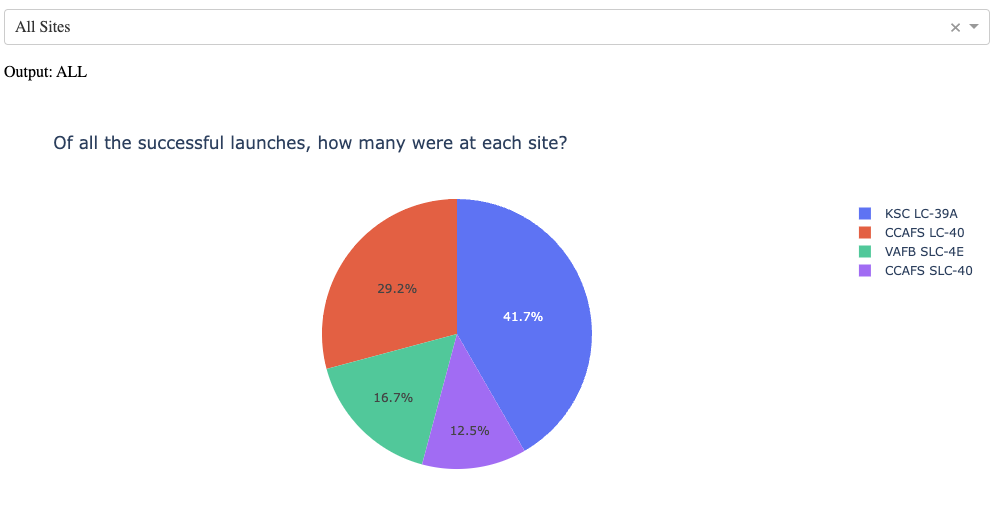 All Sites
Output: ALL
Of all the successful launches, how many were at each site?
KSC LC-39A
CCAFS LC-40
VAFB SLC-4E
CCAFS SLC-40
29.2%
41.7%
16.7%
12.5%